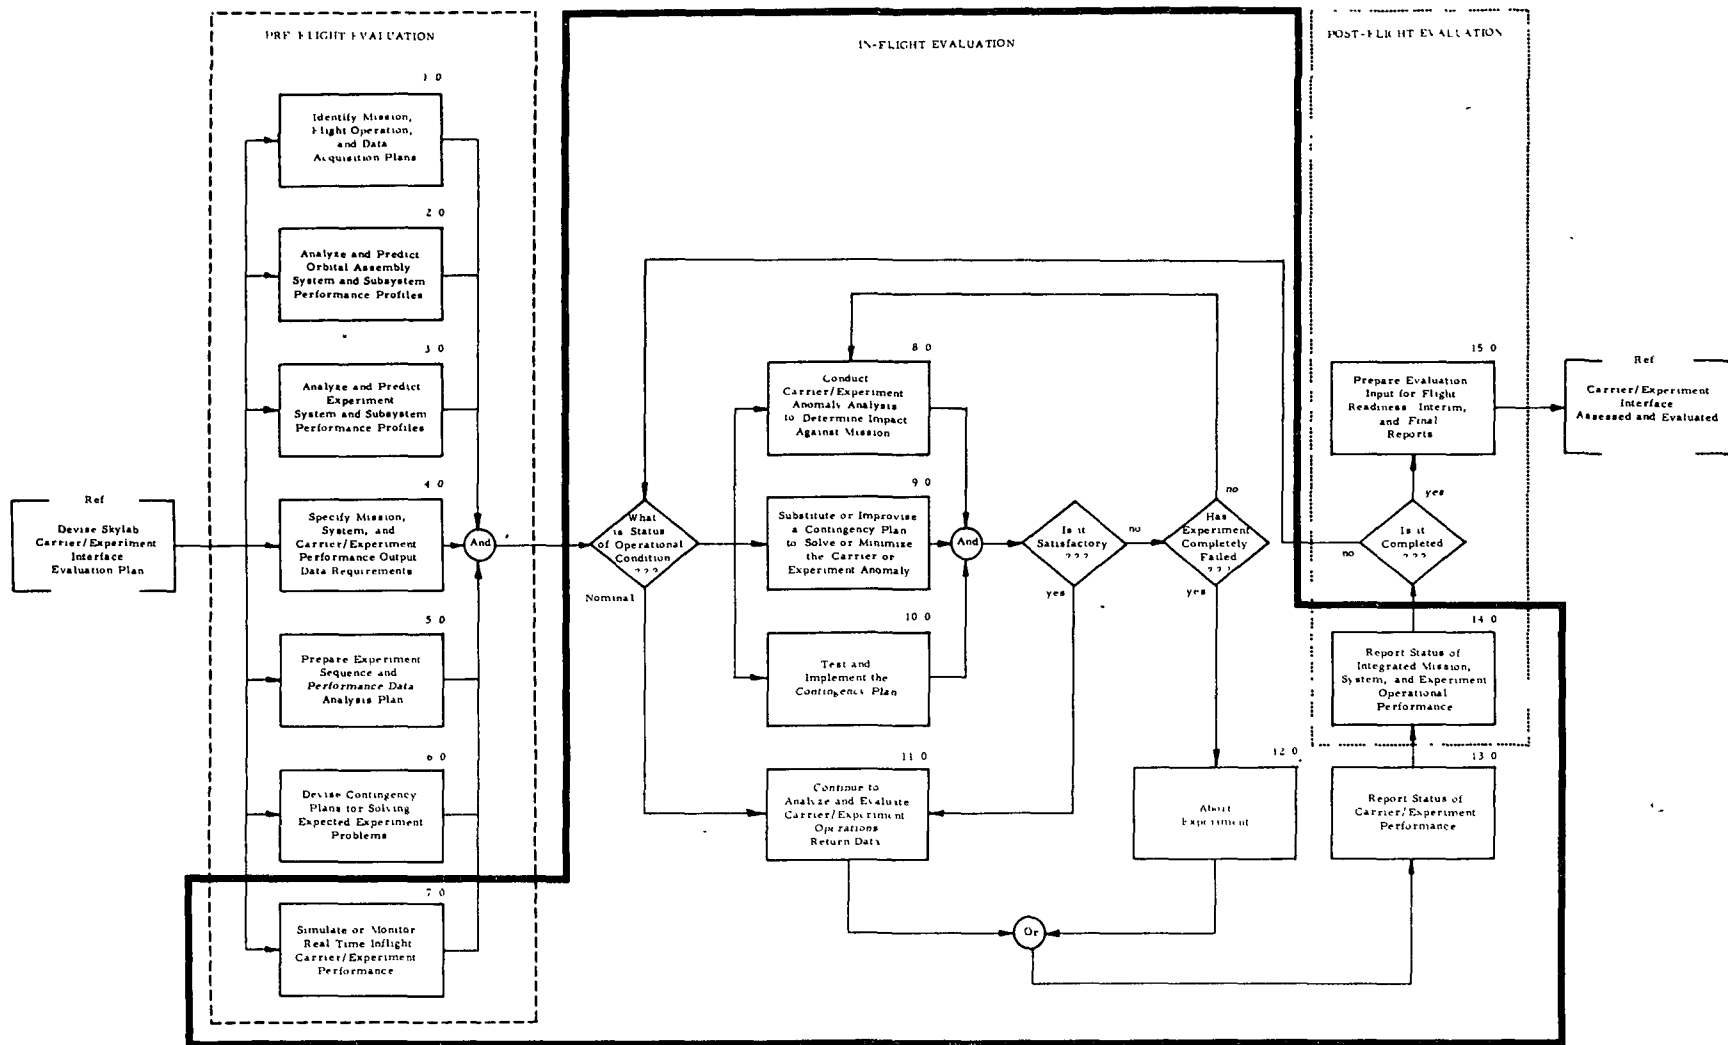 PRE-FLIGHT EVALUATION
IN-FLIGHT EVALUATION
POST-FLIGHT EVALUATION
Ref
Devise Skylab
Carrier/Experiment
Interface
Evaluation Plan
1 0
Identify Mission,
Flight Operation,
and Data
Acquisition Plans
2 0
Analyze and Predict
Orbital Assembly
System and Subsystem
Performance Profiles
3 0
Analyze and Predict
Experiment
System and Subsystem
Performance Profiles
4 0
Specify Mission,
System, and
Carrier/Experiment
Performance Output
Data Requirements
5 0
Prepare Experiment
Sequence and
Performance Data
Analysis Plan
6 0
Devise Contingency
Plans for Solving
Expected Experiment
Problems
7 0
Simulate or Monitor
Real Time Inflight
Carrier/Experiment
Performance
And
What
is Status
of Operational
Condition
???
Nominal
8 0
Conduct
Carrier/Experiment
Anomaly Analysis
to Determine Impact
Against Mission
9 0
Substitute or Improvise
a Contingency Plan
to Solve or Minimize
the Carrier or
Experiment Anomaly
10 0
Test and
Implement the
Contingency Plan
And
Is it
Satisfactory
???
no
yes
Has
Experiment
Completely
Failed
???
no
yes
11 0
Continue to
Analyze and Evaluate
Carrier/Experiment
Operations
Return Data
12 0
Abort
Experiment
Or
13 0
Report Status of
Carrier/Experiment
Performance
14 0
Report Status of
Integrated Mission,
System, and Experiment
Operational
Performance
Is it
Completed
???
no
yes
15 0
Prepare Evaluation
Input for Flight
Readiness Interim,
and Final
Reports
Ref
Carrier/Experiment
Interface
Assessed and Evaluated